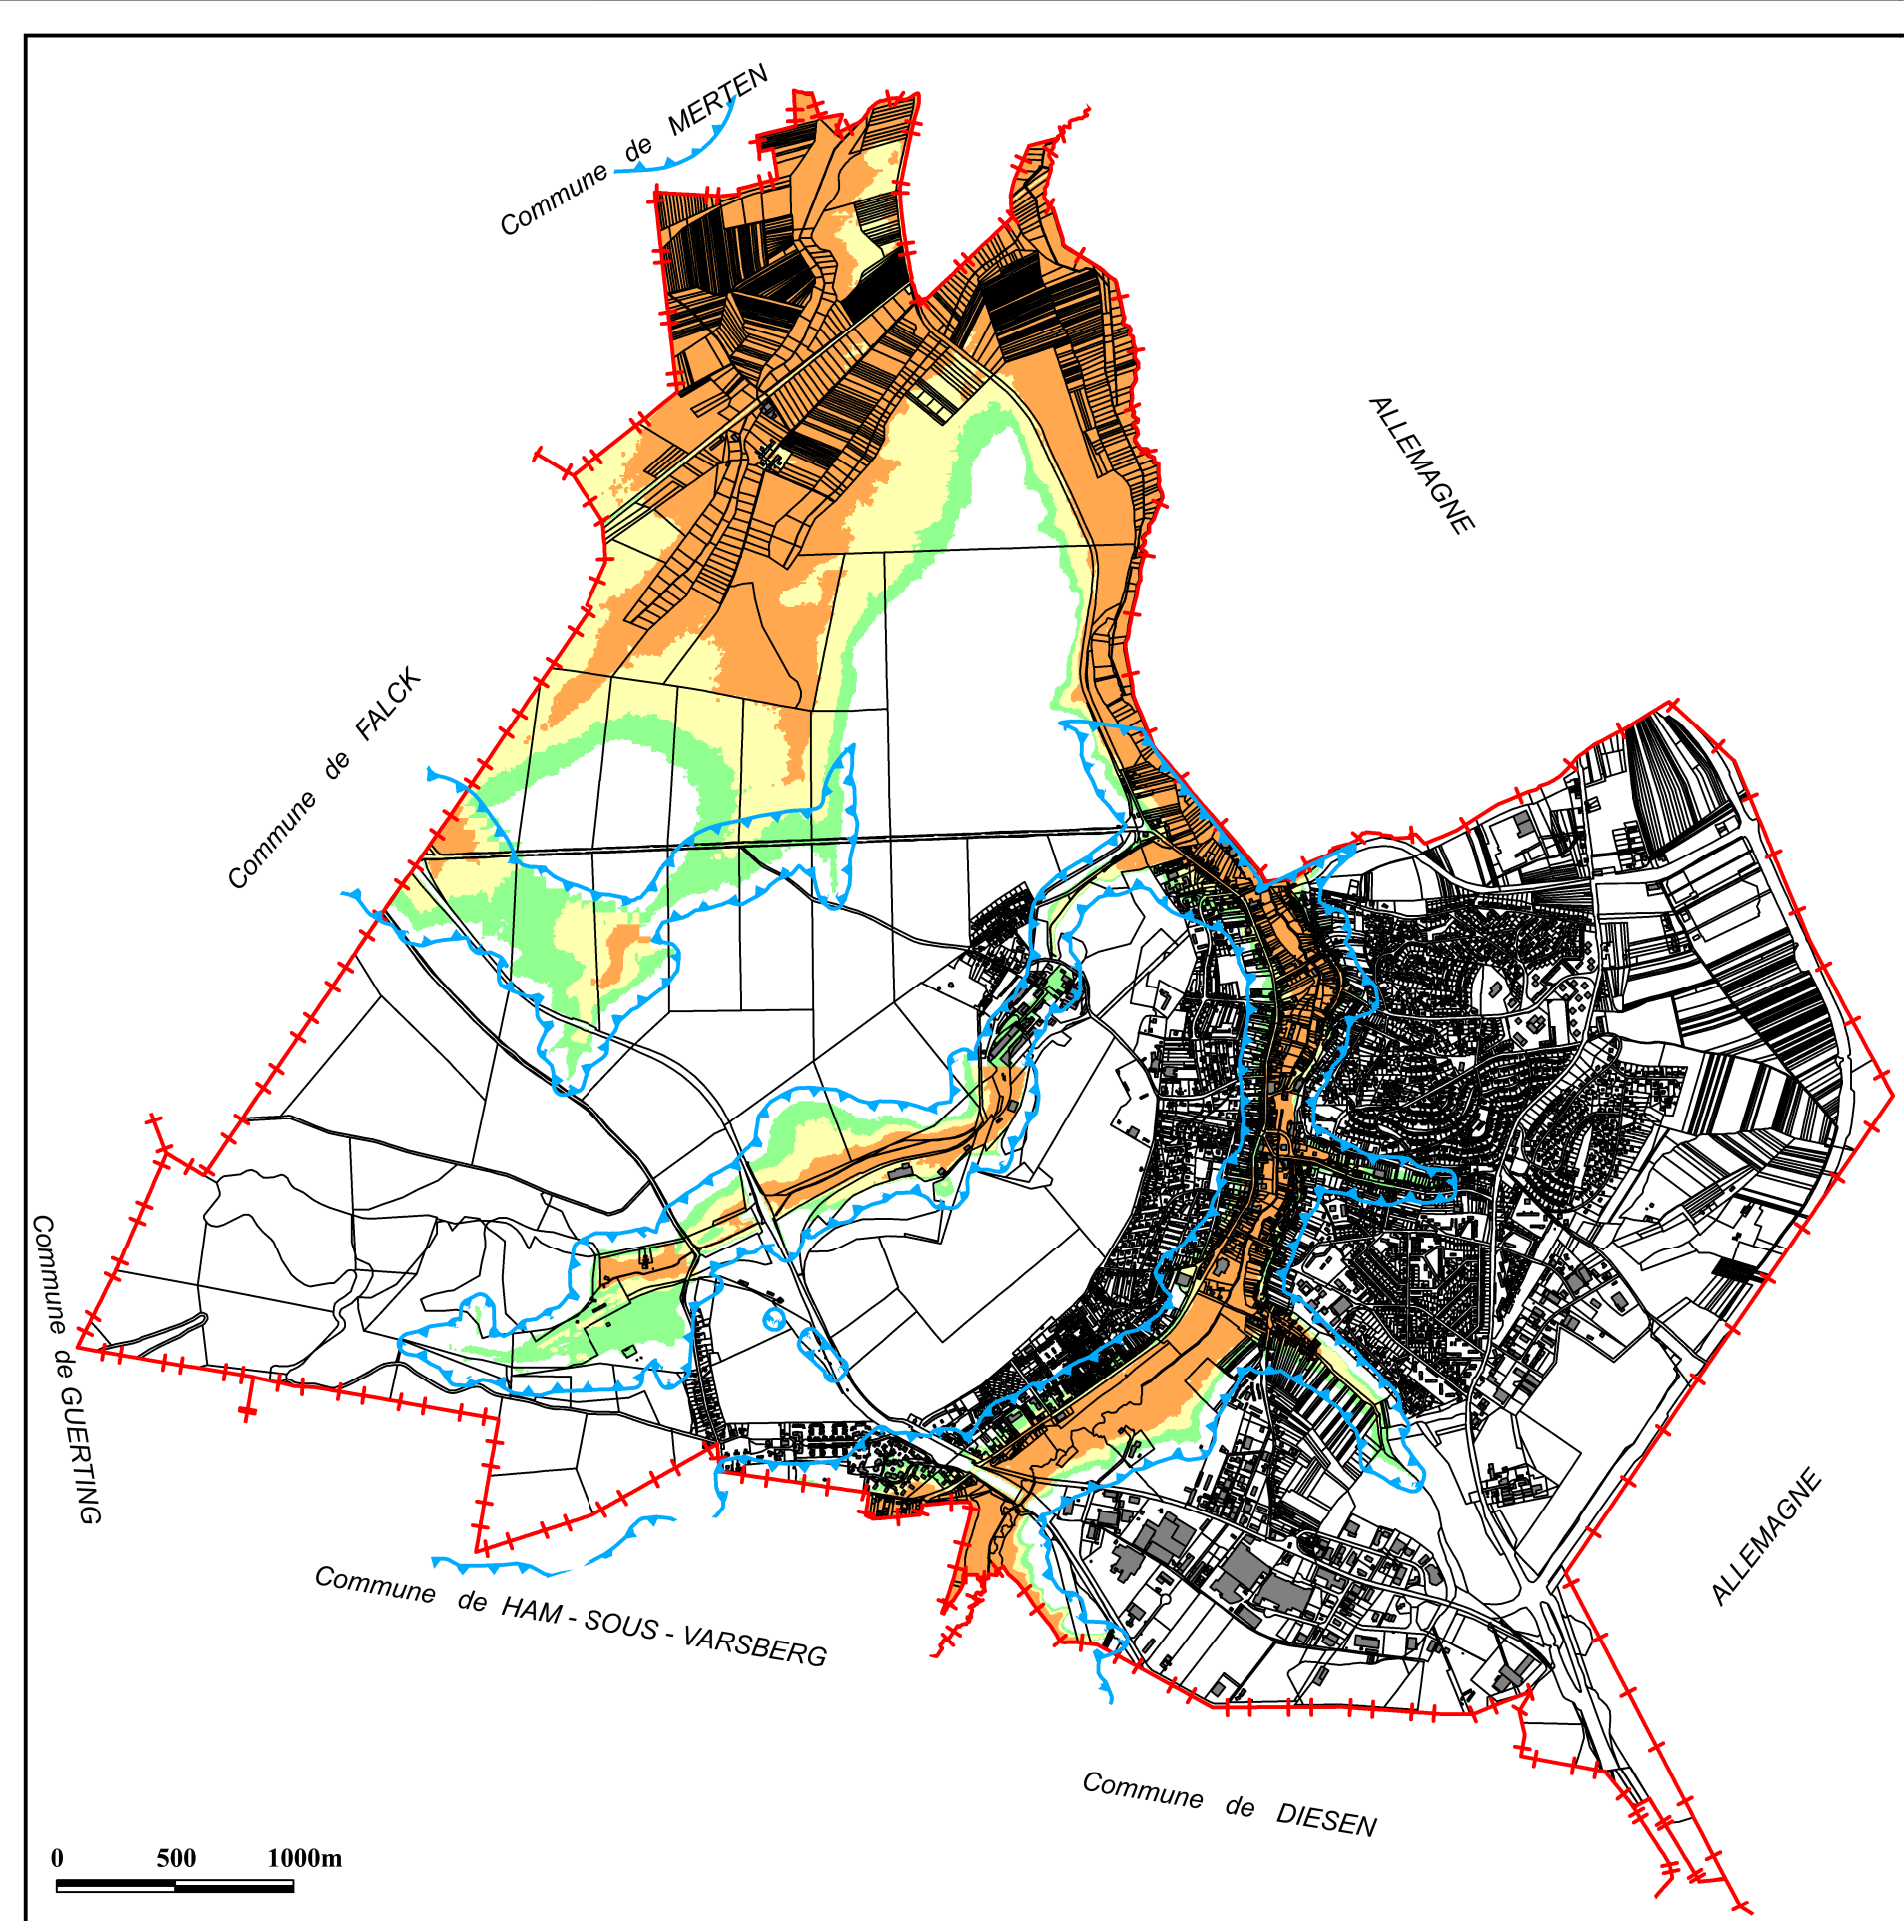 Commune de MERTEN
ALLEMAGNE
Commune de FALCK
Commune de GUERTING
Commune de HAM - SOUS - VARSBERG
ALLEMAGNE
Commune de DIESEN
0 500 1000m